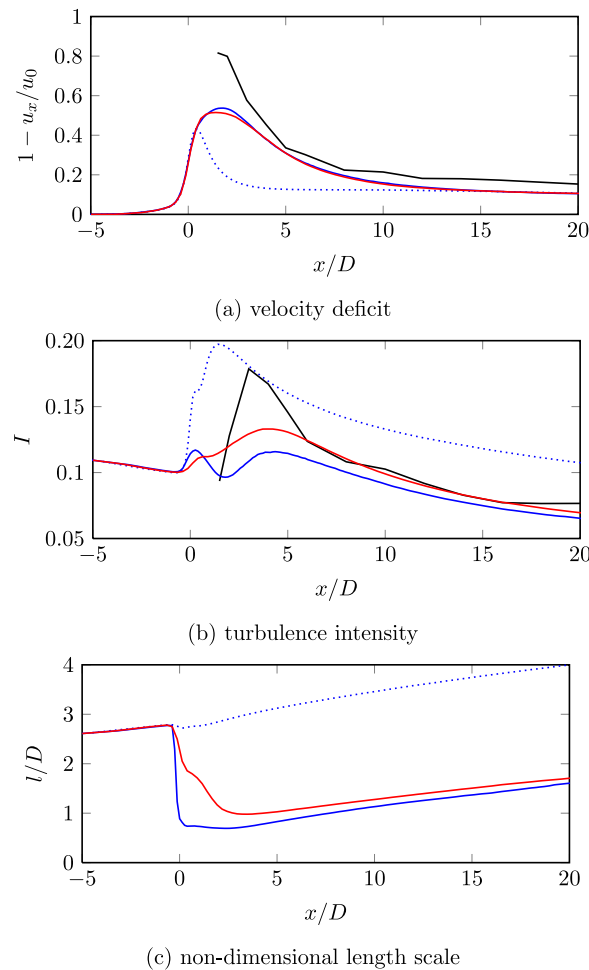 1
0.8
0.6
0.4
0.2
0
1 − u_x/u_0
−5 0 5 10 15 20
x/D
(a) velocity deficit
0.20
0.15
0.10
0.05
I
−5 0 5 10 15 20
x/D
(b) turbulence intensity
4
3
2
1
0
l/D
−5 0 5 10 15 20
x/D
(c) non-dimensional length scale